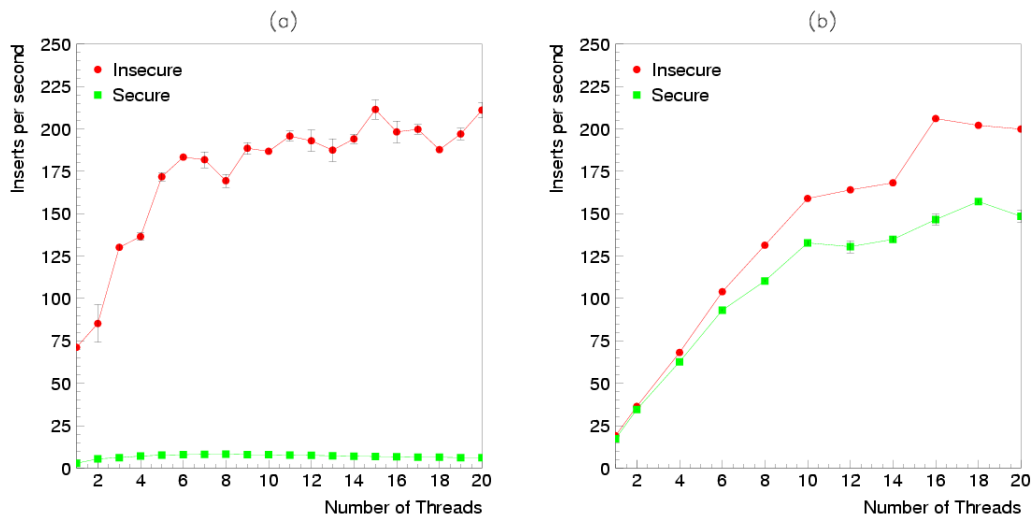 (a)
Inserts per second
250
225
200
175
150
125
100
75
50
25
0
Insecure
Secure
2 4 6 8 10 12 14 16 18 20
Number of Threads
(b)
Inserts per second
250
225
200
175
150
125
100
75
50
25
0
Insecure
Secure
2 4 6 8 10 12 14 16 18 20
Number of Threads